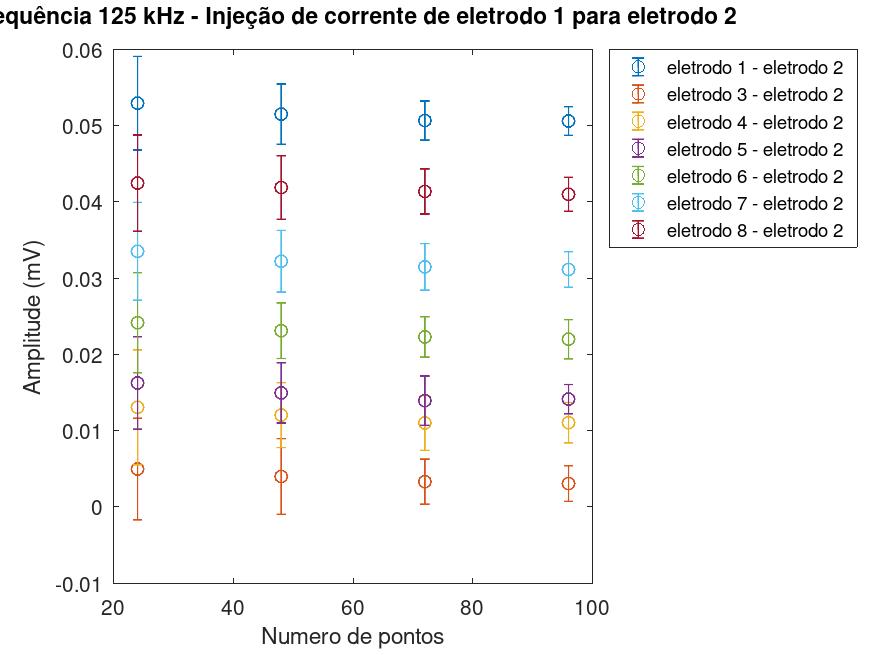 equência 125 kHz - Injeção de corrente de eletrodo 1 para eletrodo 2
0.06
0.05
0.04
0.03
0.02
0.01
0
-0.01
Amplitude (mV)
20 40 60 80 100
Numero de pontos
eletrodo 1 - eletrodo 2
eletrodo 3 - eletrodo 2
eletrodo 4 - eletrodo 2
eletrodo 5 - eletrodo 2
eletrodo 6 - eletrodo 2
eletrodo 7 - eletrodo 2
eletrodo 8 - eletrodo 2